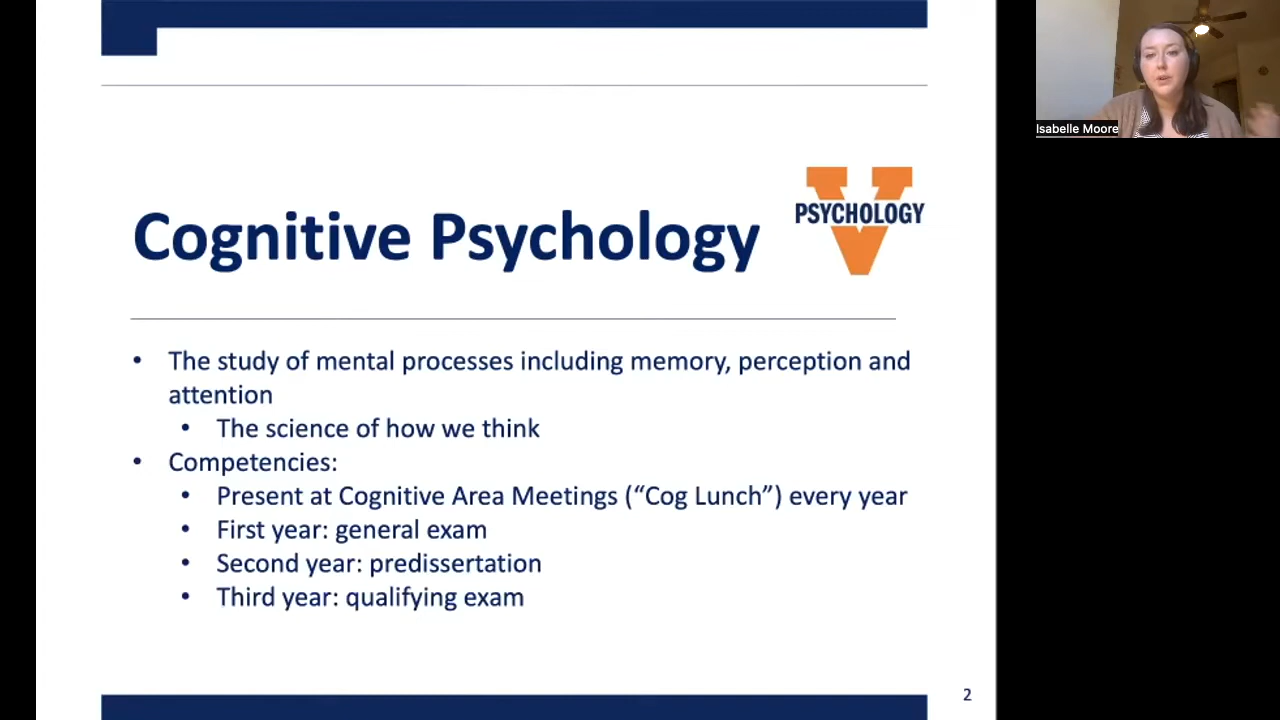 Isabelle Moore
Cognitive Psychology
PSYCHOLOGY
• The study of mental processes including memory, perception and
attention
• The science of how we think
• Competencies:
• Present at Cognitive Area Meetings (“Cog Lunch”) every year
• First year: general exam
• Second year: predissertation
• Third year: qualifying exam
2